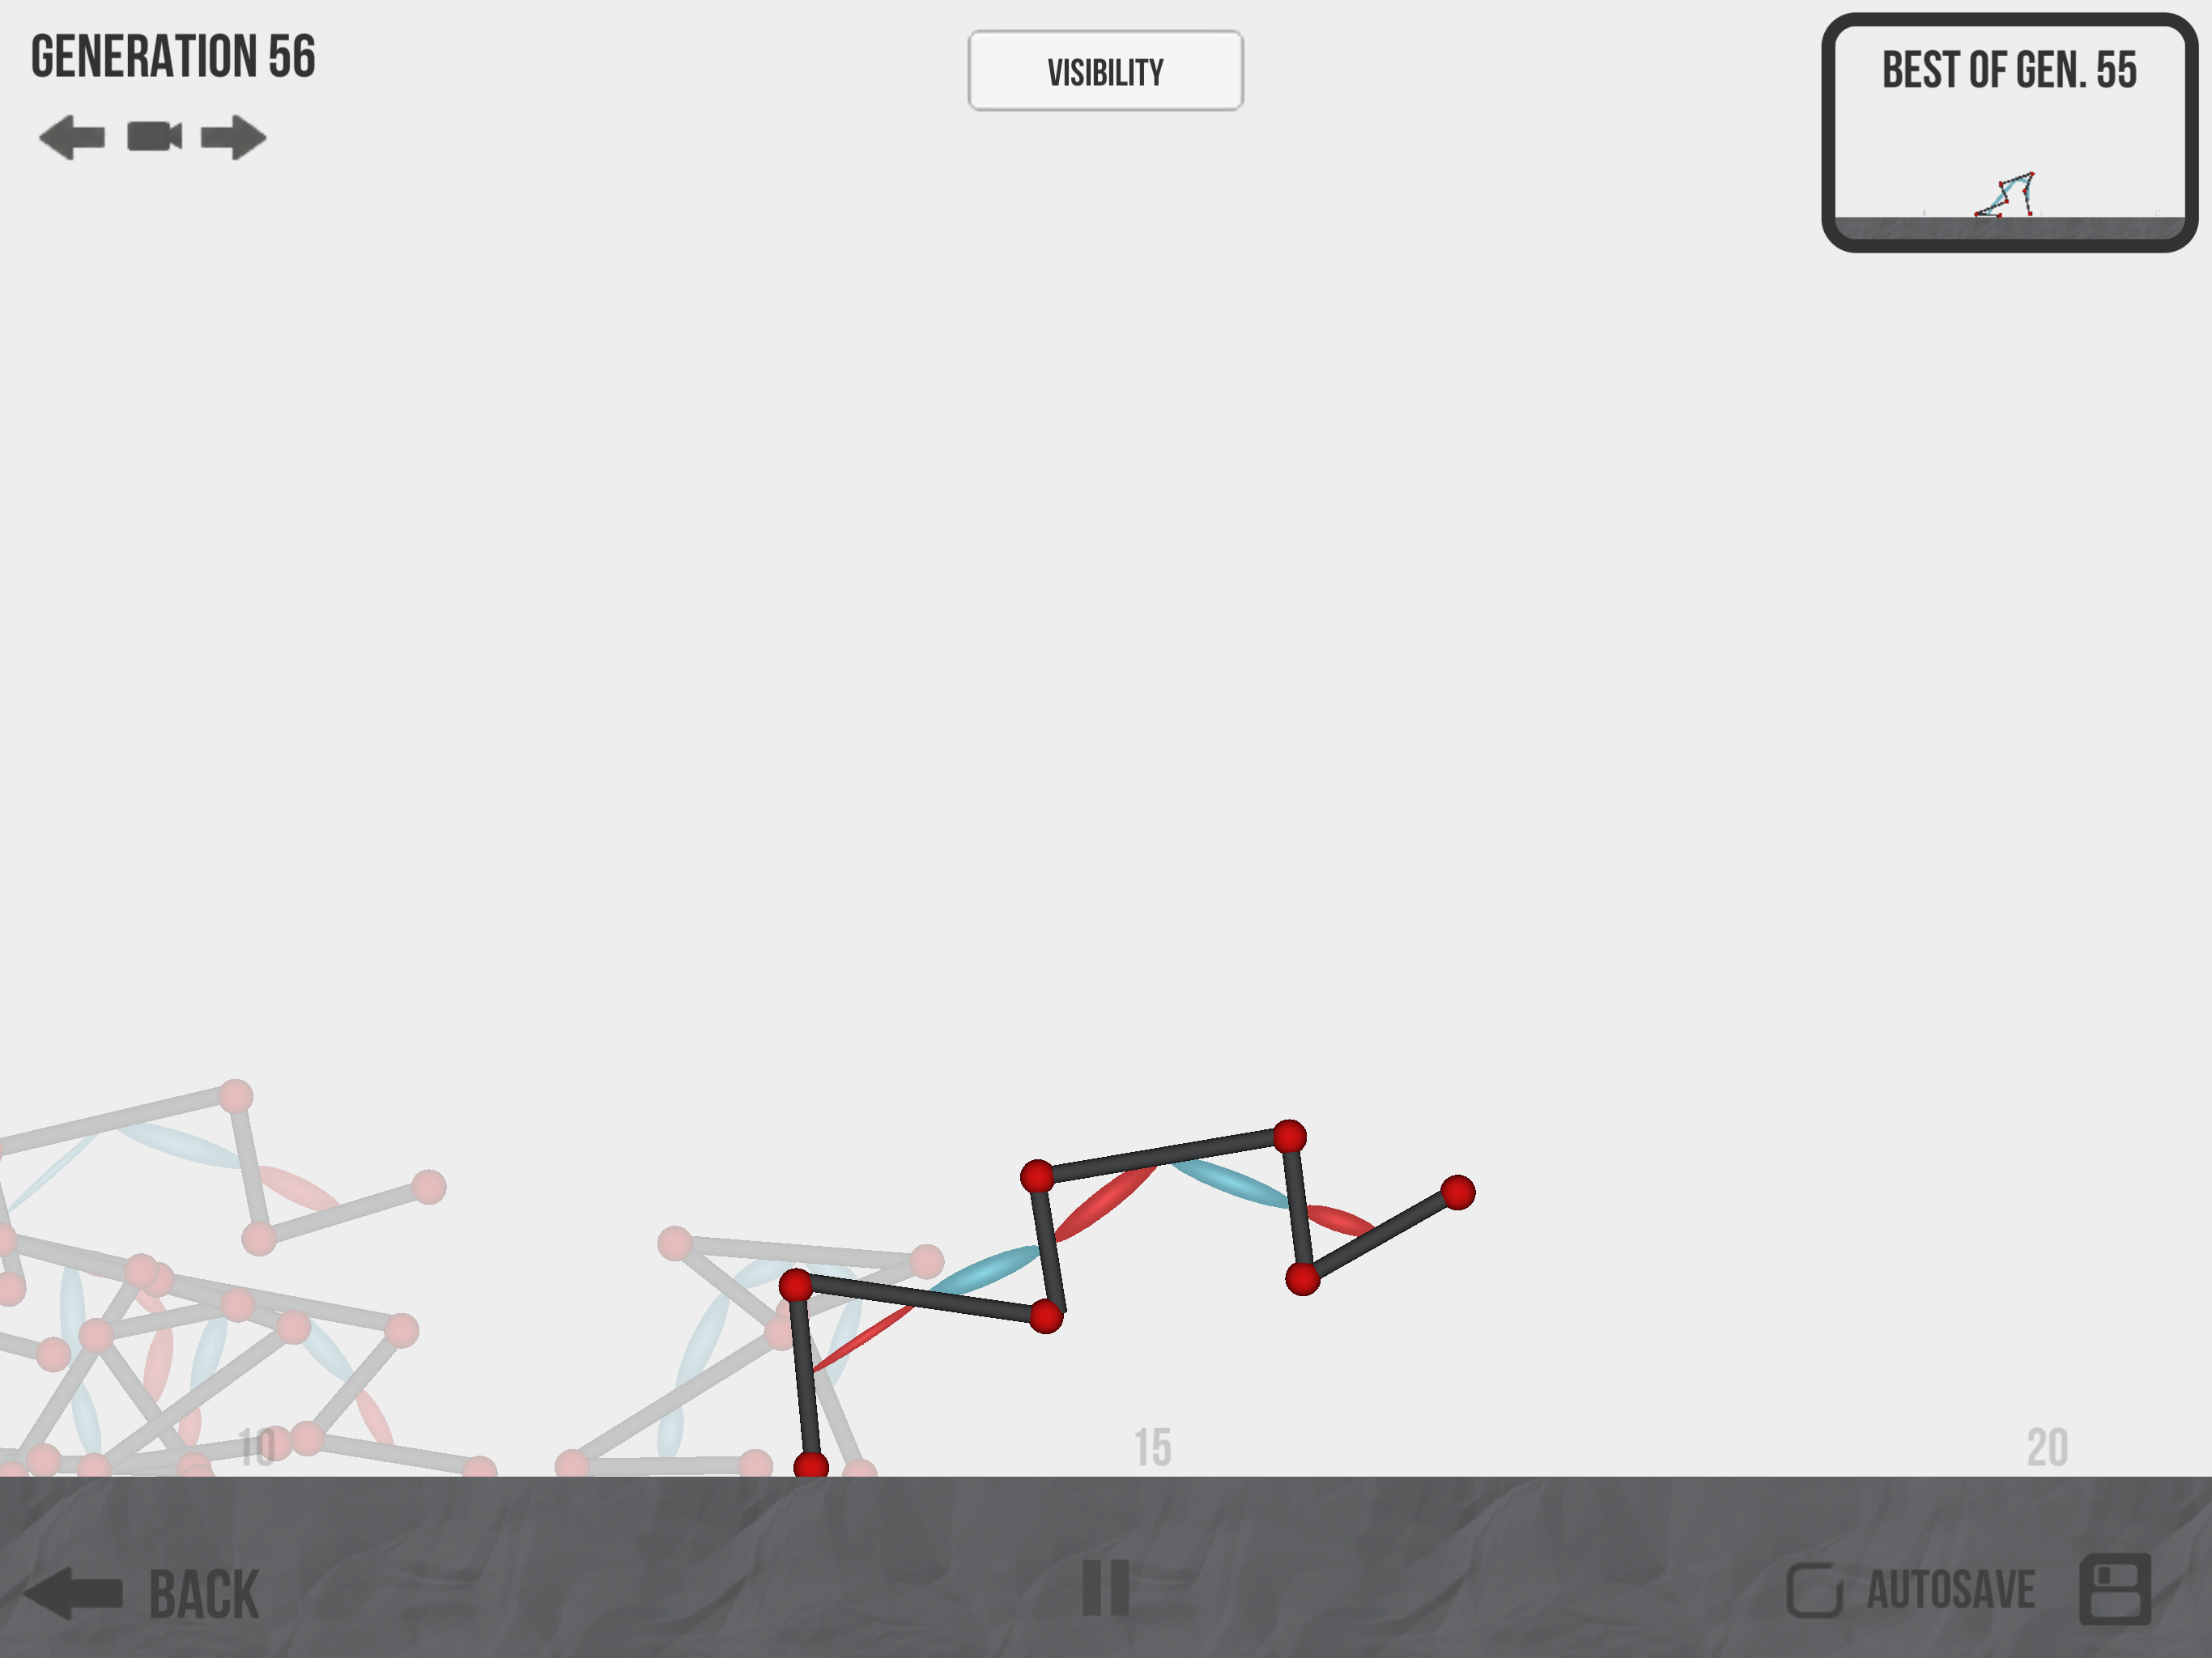 GENERATION 56
VISIBILITY
BEST OF GEN. 55
10
15
20
BACK
AUTOSAVE